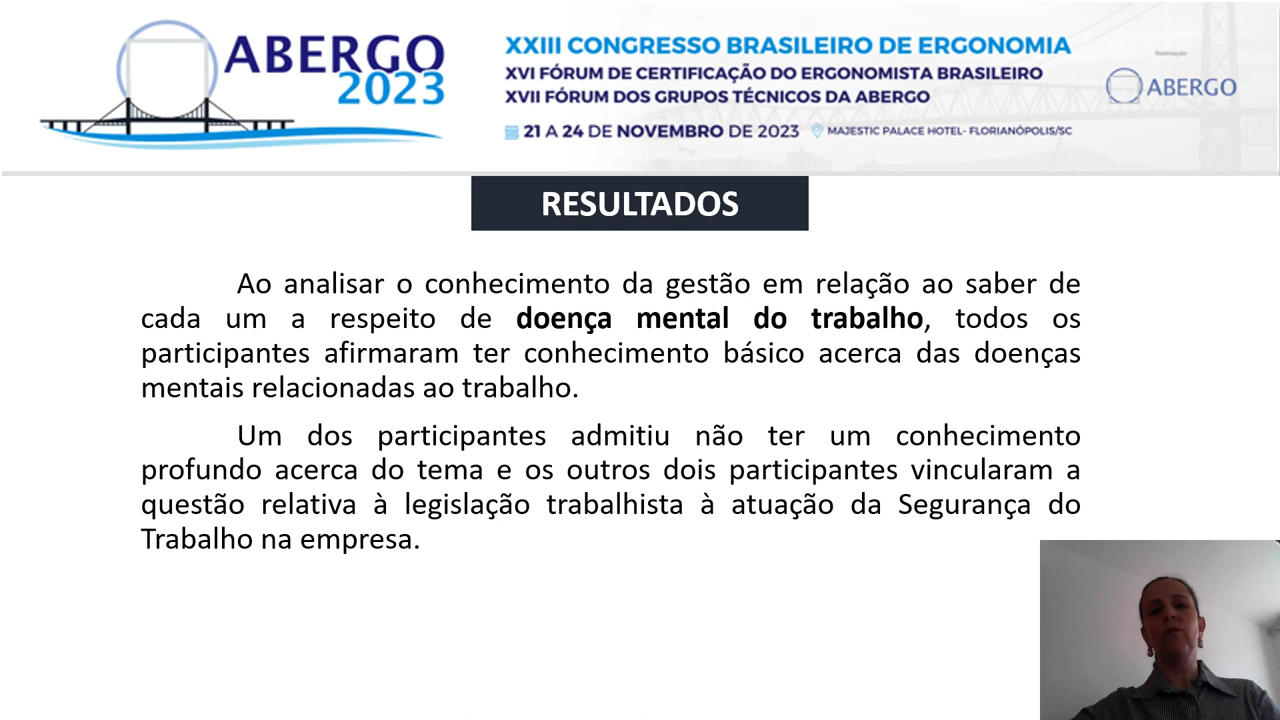 ABERGO
2023
XXIII CONGRESSO BRASILEIRO DE ERGONOMIA
XVI FÓRUM DE CERTIFICAÇÃO DO ERGONOMISTA BRASILEIRO
XVII FÓRUM DOS GRUPOS TÉCNICOS DA ABERGO
21 A 24 DE NOVEMBRO DE 2023 MAJESTIC PALACE HOTEL- FLORIANÓPOLIS/SC
Realização
ABERGO
RESULTADOS
Ao analisar o conhecimento da gestão em relação ao saber de
cada um a respeito de doença mental do trabalho, todos os
participantes afirmaram ter conhecimento básico acerca das doenças
mentais relacionadas ao trabalho.
Um dos participantes admitiu não ter um conhecimento
profundo acerca do tema e os outros dois participantes vincularam a
questão relativa à legislação trabalhista à atuação da Segurança do
Trabalho na empresa.